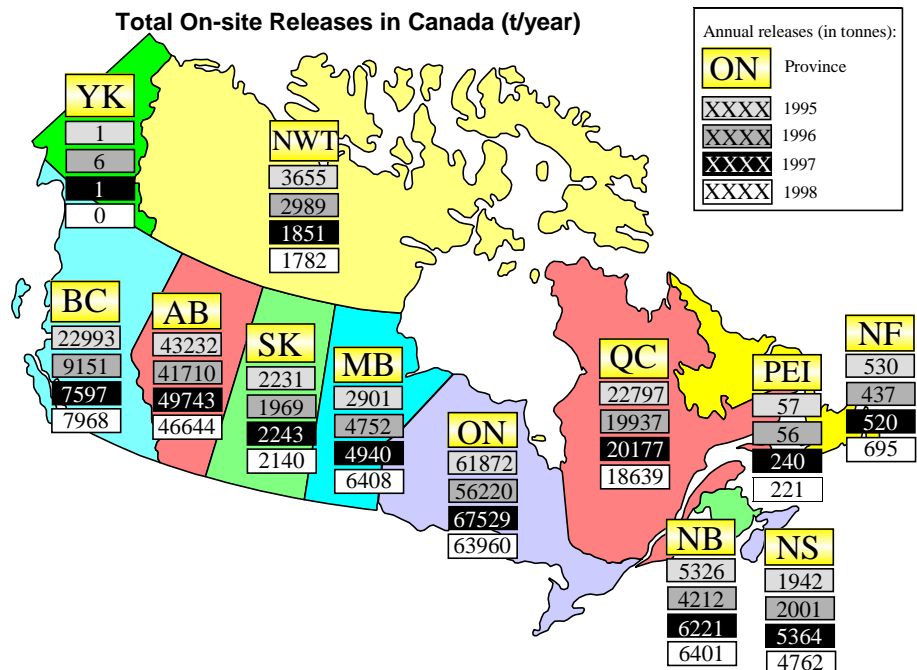 Total On-site Releases in Canada (t/year)
Annual releases (in tonnes):
ON Province
XXXX 1995
XXXX 1996
XXXX 1997
XXXX 1998
YK
1
6
1
0
NWT
3655
2989
1851
1782
BC
22993
9151
7597
7968
AB
43232
41710
49743
46644
SK
2231
1969
2243
2140
MB
2901
4752
4940
6408
ON
61872
56220
67529
63960
QC
22797
19937
20177
18639
PEI
57
56
240
221
NF
530
437
520
695
NB
5326
4212
6221
6401
NS
1942
2001
5364
4762